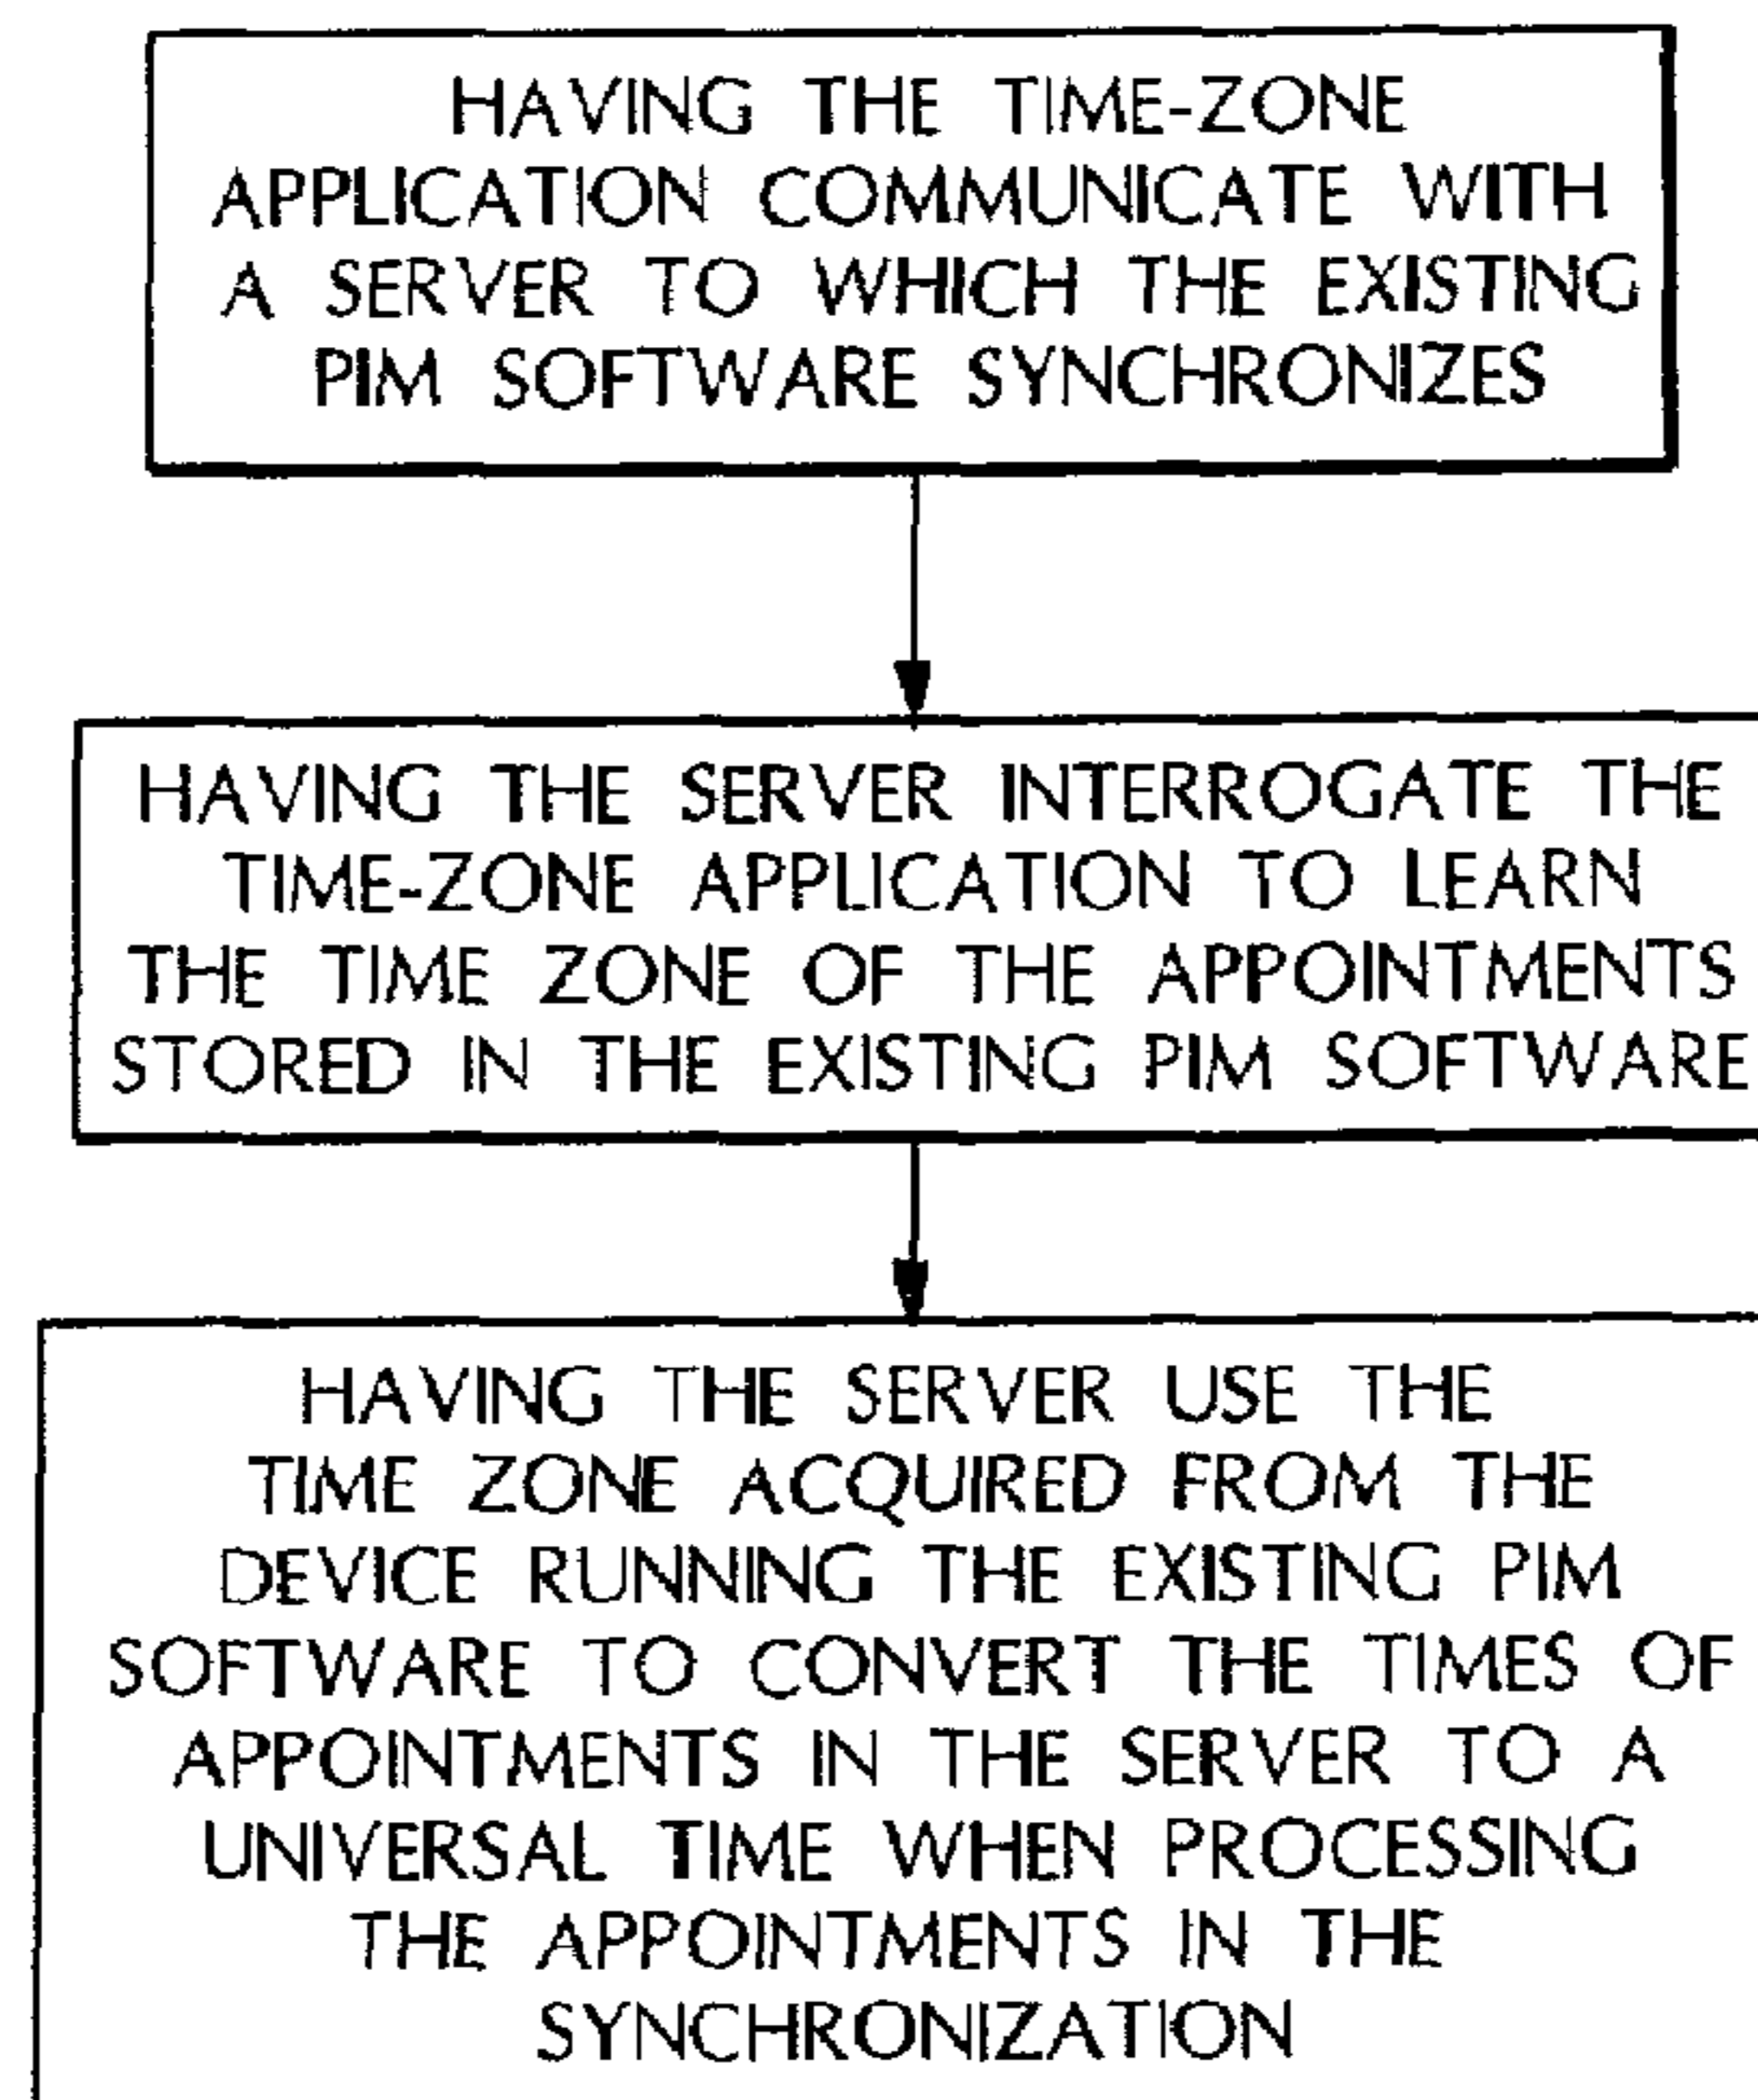 HAVING THE TIME-ZONE
APPLICATION COMMUNICATE WITH
A SERVER TO WHICH THE EXISTING
PIM SOFTWARE SYNCHRONIZES
HAVING THE SERVER INTERROGATE THE
TIME-ZONE APPLICATION TO LEARN
THE TIME ZONE OF THE APPOINTMENTS
STORED IN THE EXISTING PIM SOFTWARE
HAVING THE SERVER USE THE
TIME ZONE ACQUIRED FROM THE
DEVICE RUNNING THE EXISTING PIM
SOFTWARE TO CONVERT THE TIMES OF
APPOINTMENTS IN THE SERVER TO A
UNIVERSAL TIME WHEN PROCESSING
THE APPOINTMENTS IN THE
SYNCHRONIZATION